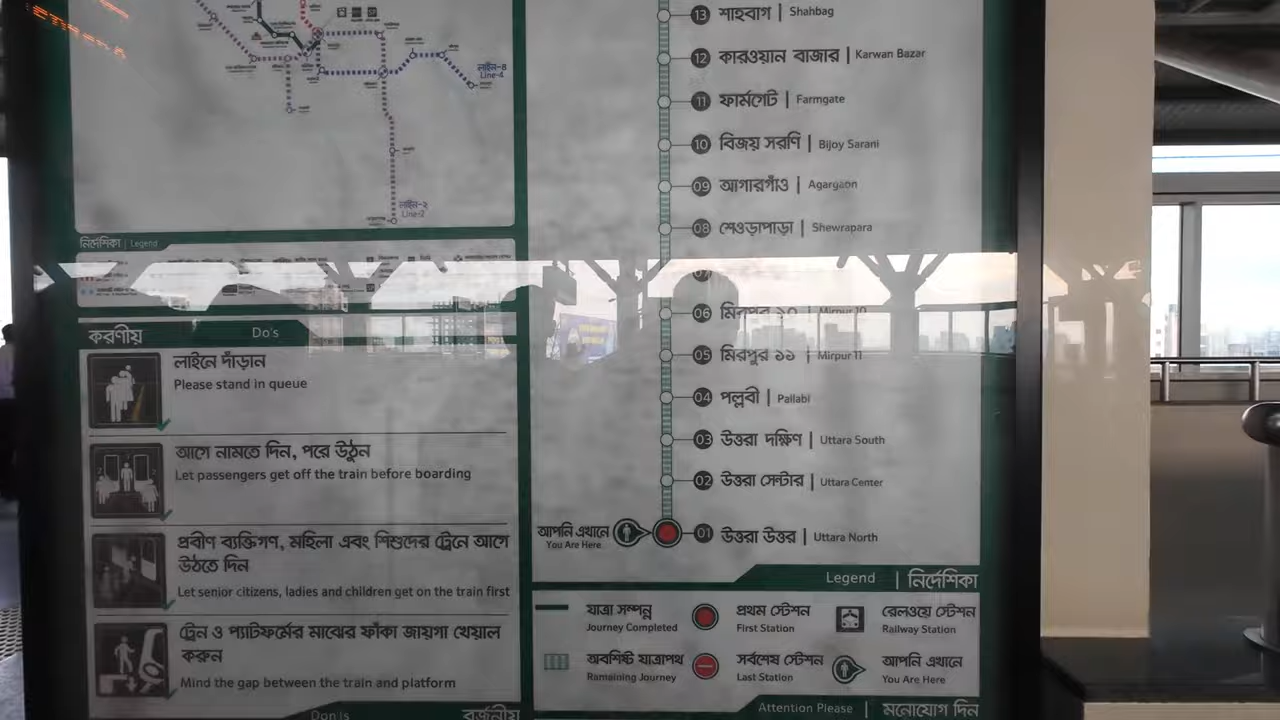 লাইন-৪
Line-4
লাইন-২
Line-2
নির্দেশিকা | Legend
করণীয় Do's
লাইনে দাঁড়ান
Please stand in queue
আগে নামতে দিন, পরে উঠুন
Let passengers get off the train before boarding
প্রবীণ ব্যক্তিগণ, মহিলা এবং শিশুদের ট্রেনে আগে
উঠতে দিন
Let senior citizens, ladies and children get on the train first
ট্রেন ও প্যাটফর্মের মাঝের ফাঁকা জায়গা খেয়াল
করুন
Mind the gap between the train and platform
Don'ts বর্জনীয়
13 শাহবাগ | Shahbag
12 কারওয়ান বাজার | Karwan Bazar
11 ফার্মগেট | Farmgate
10 বিজয় সরণি | Bijoy Sarani
09 আগারগাঁও | Agargaon
08 শেওড়াপাড়া | Shewrapara
07
06 মিরপুর ১০ | Mirpur 10
05 মিরপুর ১১ | Mirpur 11
04 পল্লবী | Pallabi
03 উত্তরা দক্ষিণ | Uttara South
02 উত্তরা সেন্টার | Uttara Center
আপনি এখানে
You Are Here
01 উত্তরা উত্তর | Uttara North
Legend | নির্দেশিকা
যাত্রা সম্পন্ন
Journey Completed
প্রথম স্টেশন
First Station
রেলওয়ে স্টেশন
Railway Station
অবশিষ্ট যাত্রাপথ
Ramaining Journey
সর্বশেষ স্টেশন
Last Station
আপনি এখানে
You Are Here
Attention Please | মনোযোগ দিন